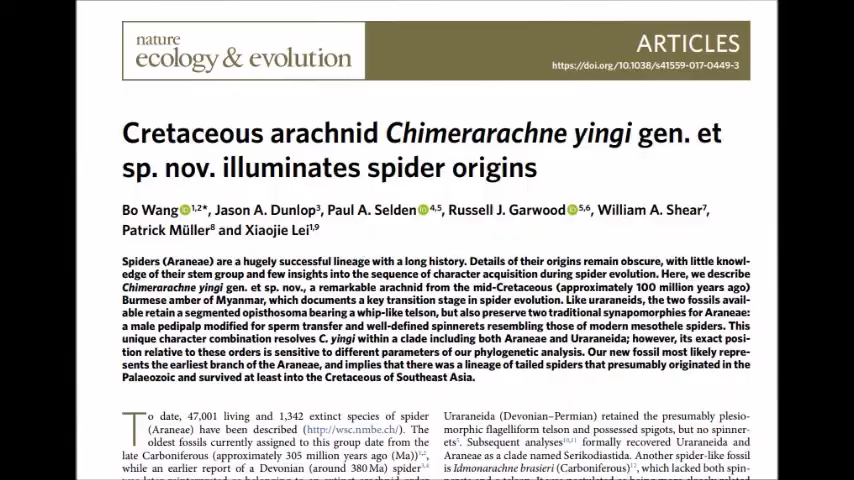 nature
ecology & evolution
ARTICLES
https://doi.org/10.1038/s41559-017-0449-3
Cretaceous arachnid Chimerarachne yingi gen. et
sp. nov. illuminates spider origins
Bo Wang 1,2*, Jason A. Dunlop3, Paul A. Selden 4,5, Russell J. Garwood 5,6, William A. Shear7,
Patrick Müller8 and Xiaojie Lei1,9
Spiders (Araneae) are a hugely successful lineage with a long history. Details of their origins remain obscure, with little knowl-
edge of their stem group and few insights into the sequence of character acquisition during spider evolution. Here, we describe
Chimerarachne yingi gen. et sp. nov., a remarkable arachnid from the mid-Cretaceous (approximately 100 million years ago)
Burmese amber of Myanmar, which documents a key transition stage in spider evolution. Like uraraneids, the two fossils avail-
able retain a segmented opisthosoma bearing a whip-like telson, but also preserve two traditional synapomorphies for Araneae:
a male pedipalp modified for sperm transfer and well-defined spinnerets resembling those of modern mesothele spiders. This
unique character combination resolves C. yingi within a clade including both Araneae and Uraraneida; however, its exact posi-
tion relative to these orders is sensitive to different parameters of our phylogenetic analysis. Our new fossil most likely repre-
sents the earliest branch of the Araneae, and implies that there was a lineage of tailed spiders that presumably originated in the
Palaeozoic and survived at least into the Cretaceous of Southeast Asia.
To date, 47,001 living and 1,342 extinct species of spider
(Araneae) have been described (http://wsc.nmbe.ch/). The
oldest fossils currently assigned to this group date from the
late Carboniferous (approximately 305 million years ago (Ma))1,2,
while an earlier report of a Devonian (around 380 Ma) spider3,4
Uraraneida (Devonian–Permian) retained the presumably plesio-
morphic flagelliform telson and possessed spigots, but no spinner-
ets5. Subsequent analyses10,11 formally recovered Uraraneida and
Araneae as a clade named Serikodiastida. Another spider-like fossil
is Idmonarachne brasieri (Carboniferous)12, which lacked both spin-